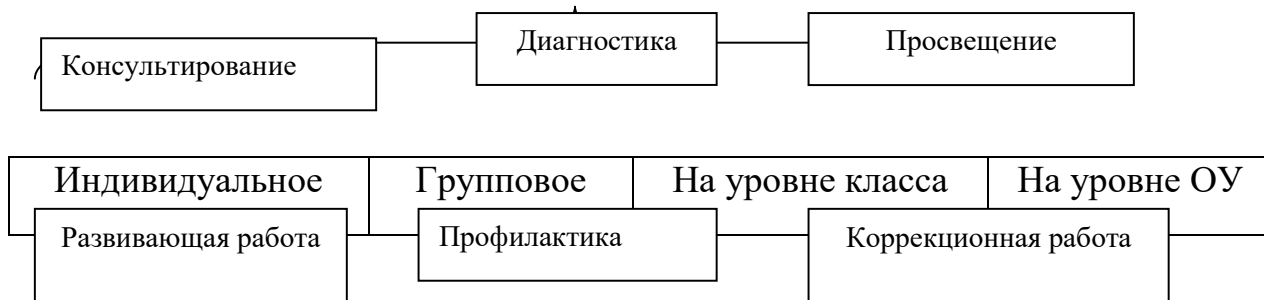 Консультирование
Диагностика
Просвещение
Индивидуальное
Групповое
На уровне класса
На уровне ОУ
Развивающая работа
Профилактика
Коррекционная работа